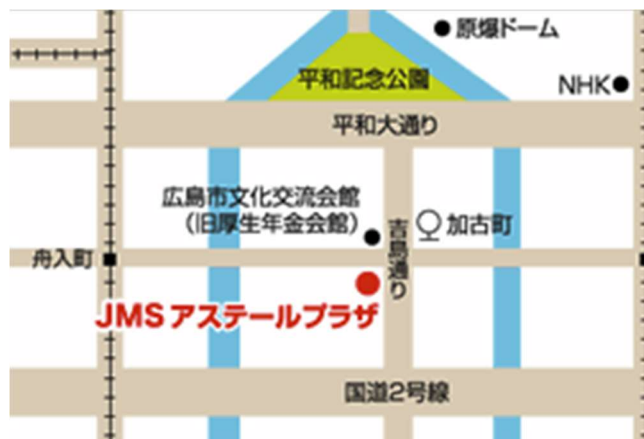 原爆ドーム
平和記念公園
NHK
平和大通り
広島市文化交流会館
（旧厚生年金会館）
加古町
吉島通り
舟入町
JMS アステールプラザ
国道2号線